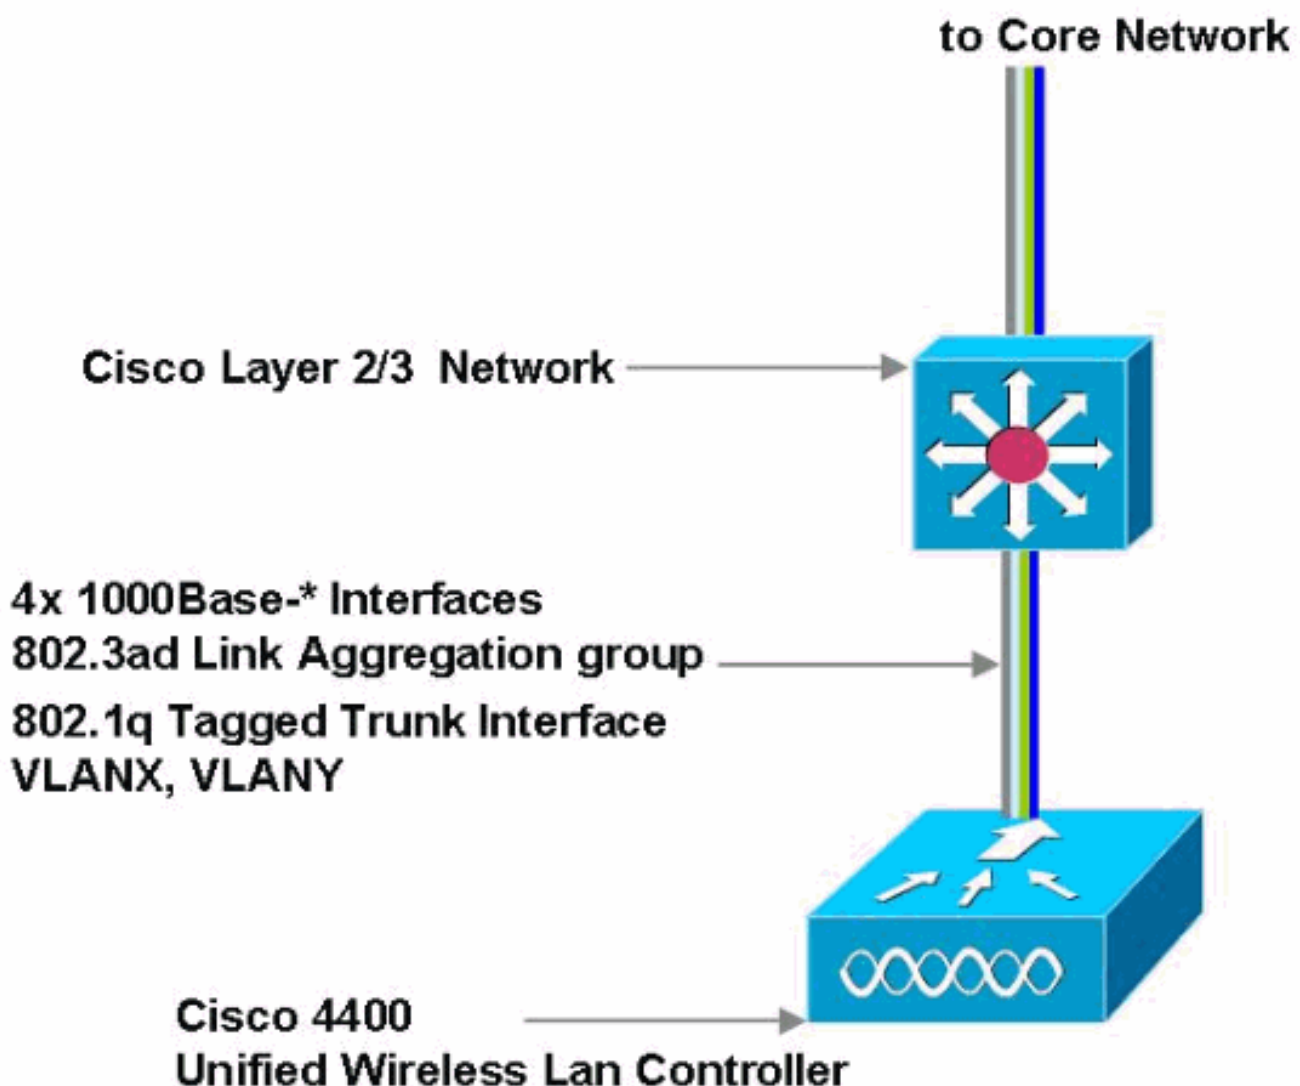 to Core Network
Cisco Layer 2/3 Network
4x 1000Base-* Interfaces
802.3ad Link Aggregation group
802.1q Tagged Trunk Interface
VLANX, VLANY
Cisco 4400
Unified Wireless Lan Controller